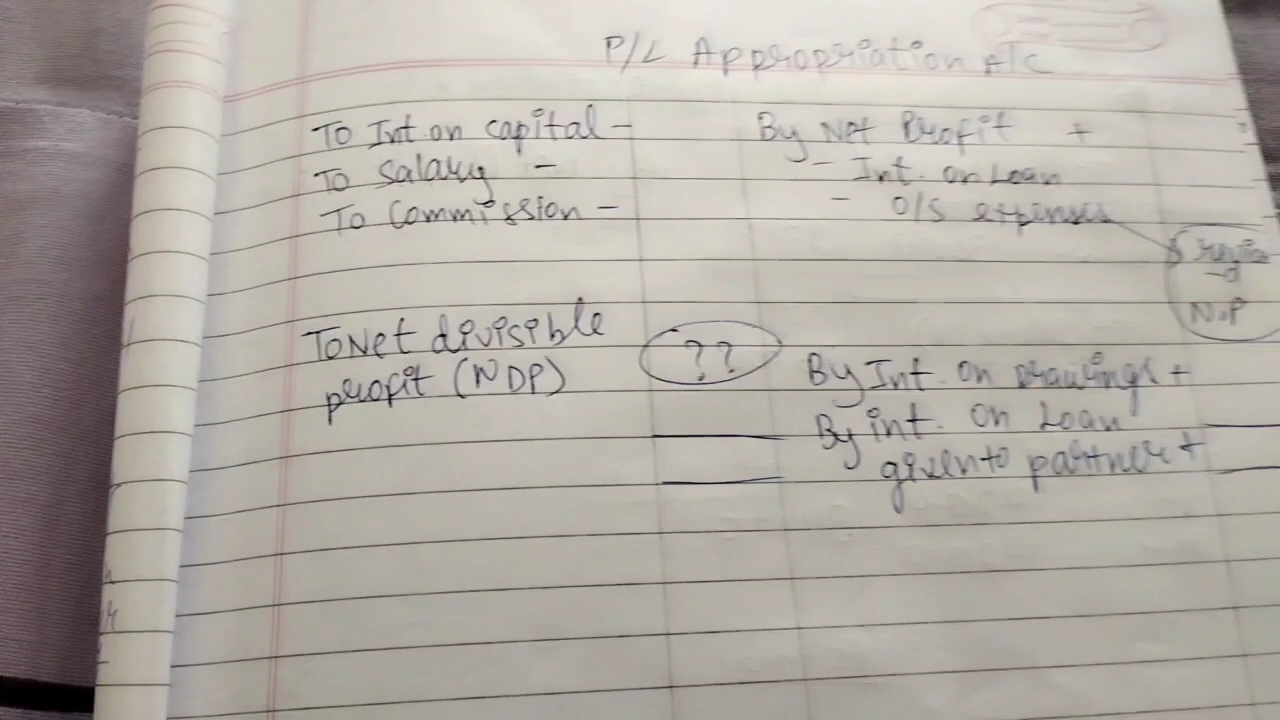 P/L Appropriation A/C
To Int. on capital -
To Salary -
To Commission -
To Net divisible
profit (NDP)
??
By Net Profit +
- Int. on Loan
- O/S expenses
N.P
By Int. on Drawings +
By int. on Loan
given to partner +